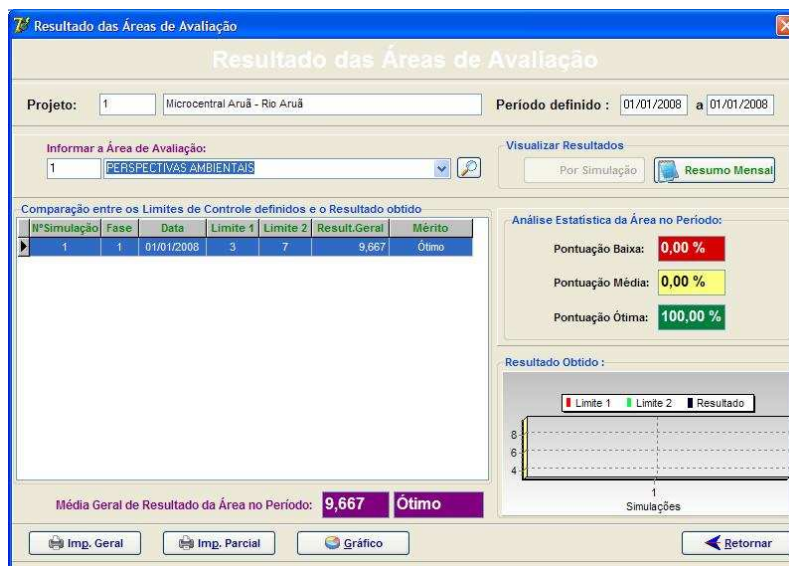 Resultado das Áreas de Avaliação
Resultado das Áreas de Avaliação
Projeto: 1 Microcentral Aruã - Rio Aruã Período definido : 01/01/2008 a 01/01/2008
Informar a Área de Avaliação:
1 PERSPECTIVAS AMBIENTAIS
Visualizar Resultados
Por Simulação Resumo Mensal
Comparação entre os Limites de Controle definidos e o Resultado obtido
NºSimulação Fase Data Limite 1 Limite 2 Result.Geral Mérito
1 1 01/01/2008 3 7 9,667 Ótimo
Análise Estatística da Área no Período:
Pontuação Baixa: 0,00 %
Pontuação Média: 0,00 %
Pontuação Ótima: 100,00 %
Resultado Obtido :
Limite 1 Limite 2 Resultado
8
6
4
1
Simulações
Média Geral de Resultado da Área no Período: 9,667 Ótimo
Imp. Geral Imp. Parcial Gráfico Retornar